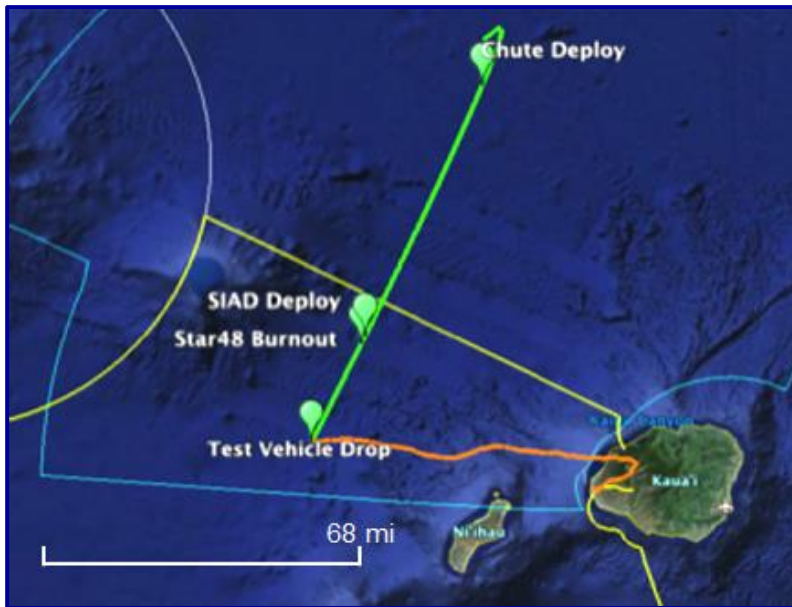 Chute Deploy
SIAD Deploy
Star48 Burnout
Test Vehicle Drop
Kaua'i
68 mi
Ni'ihau